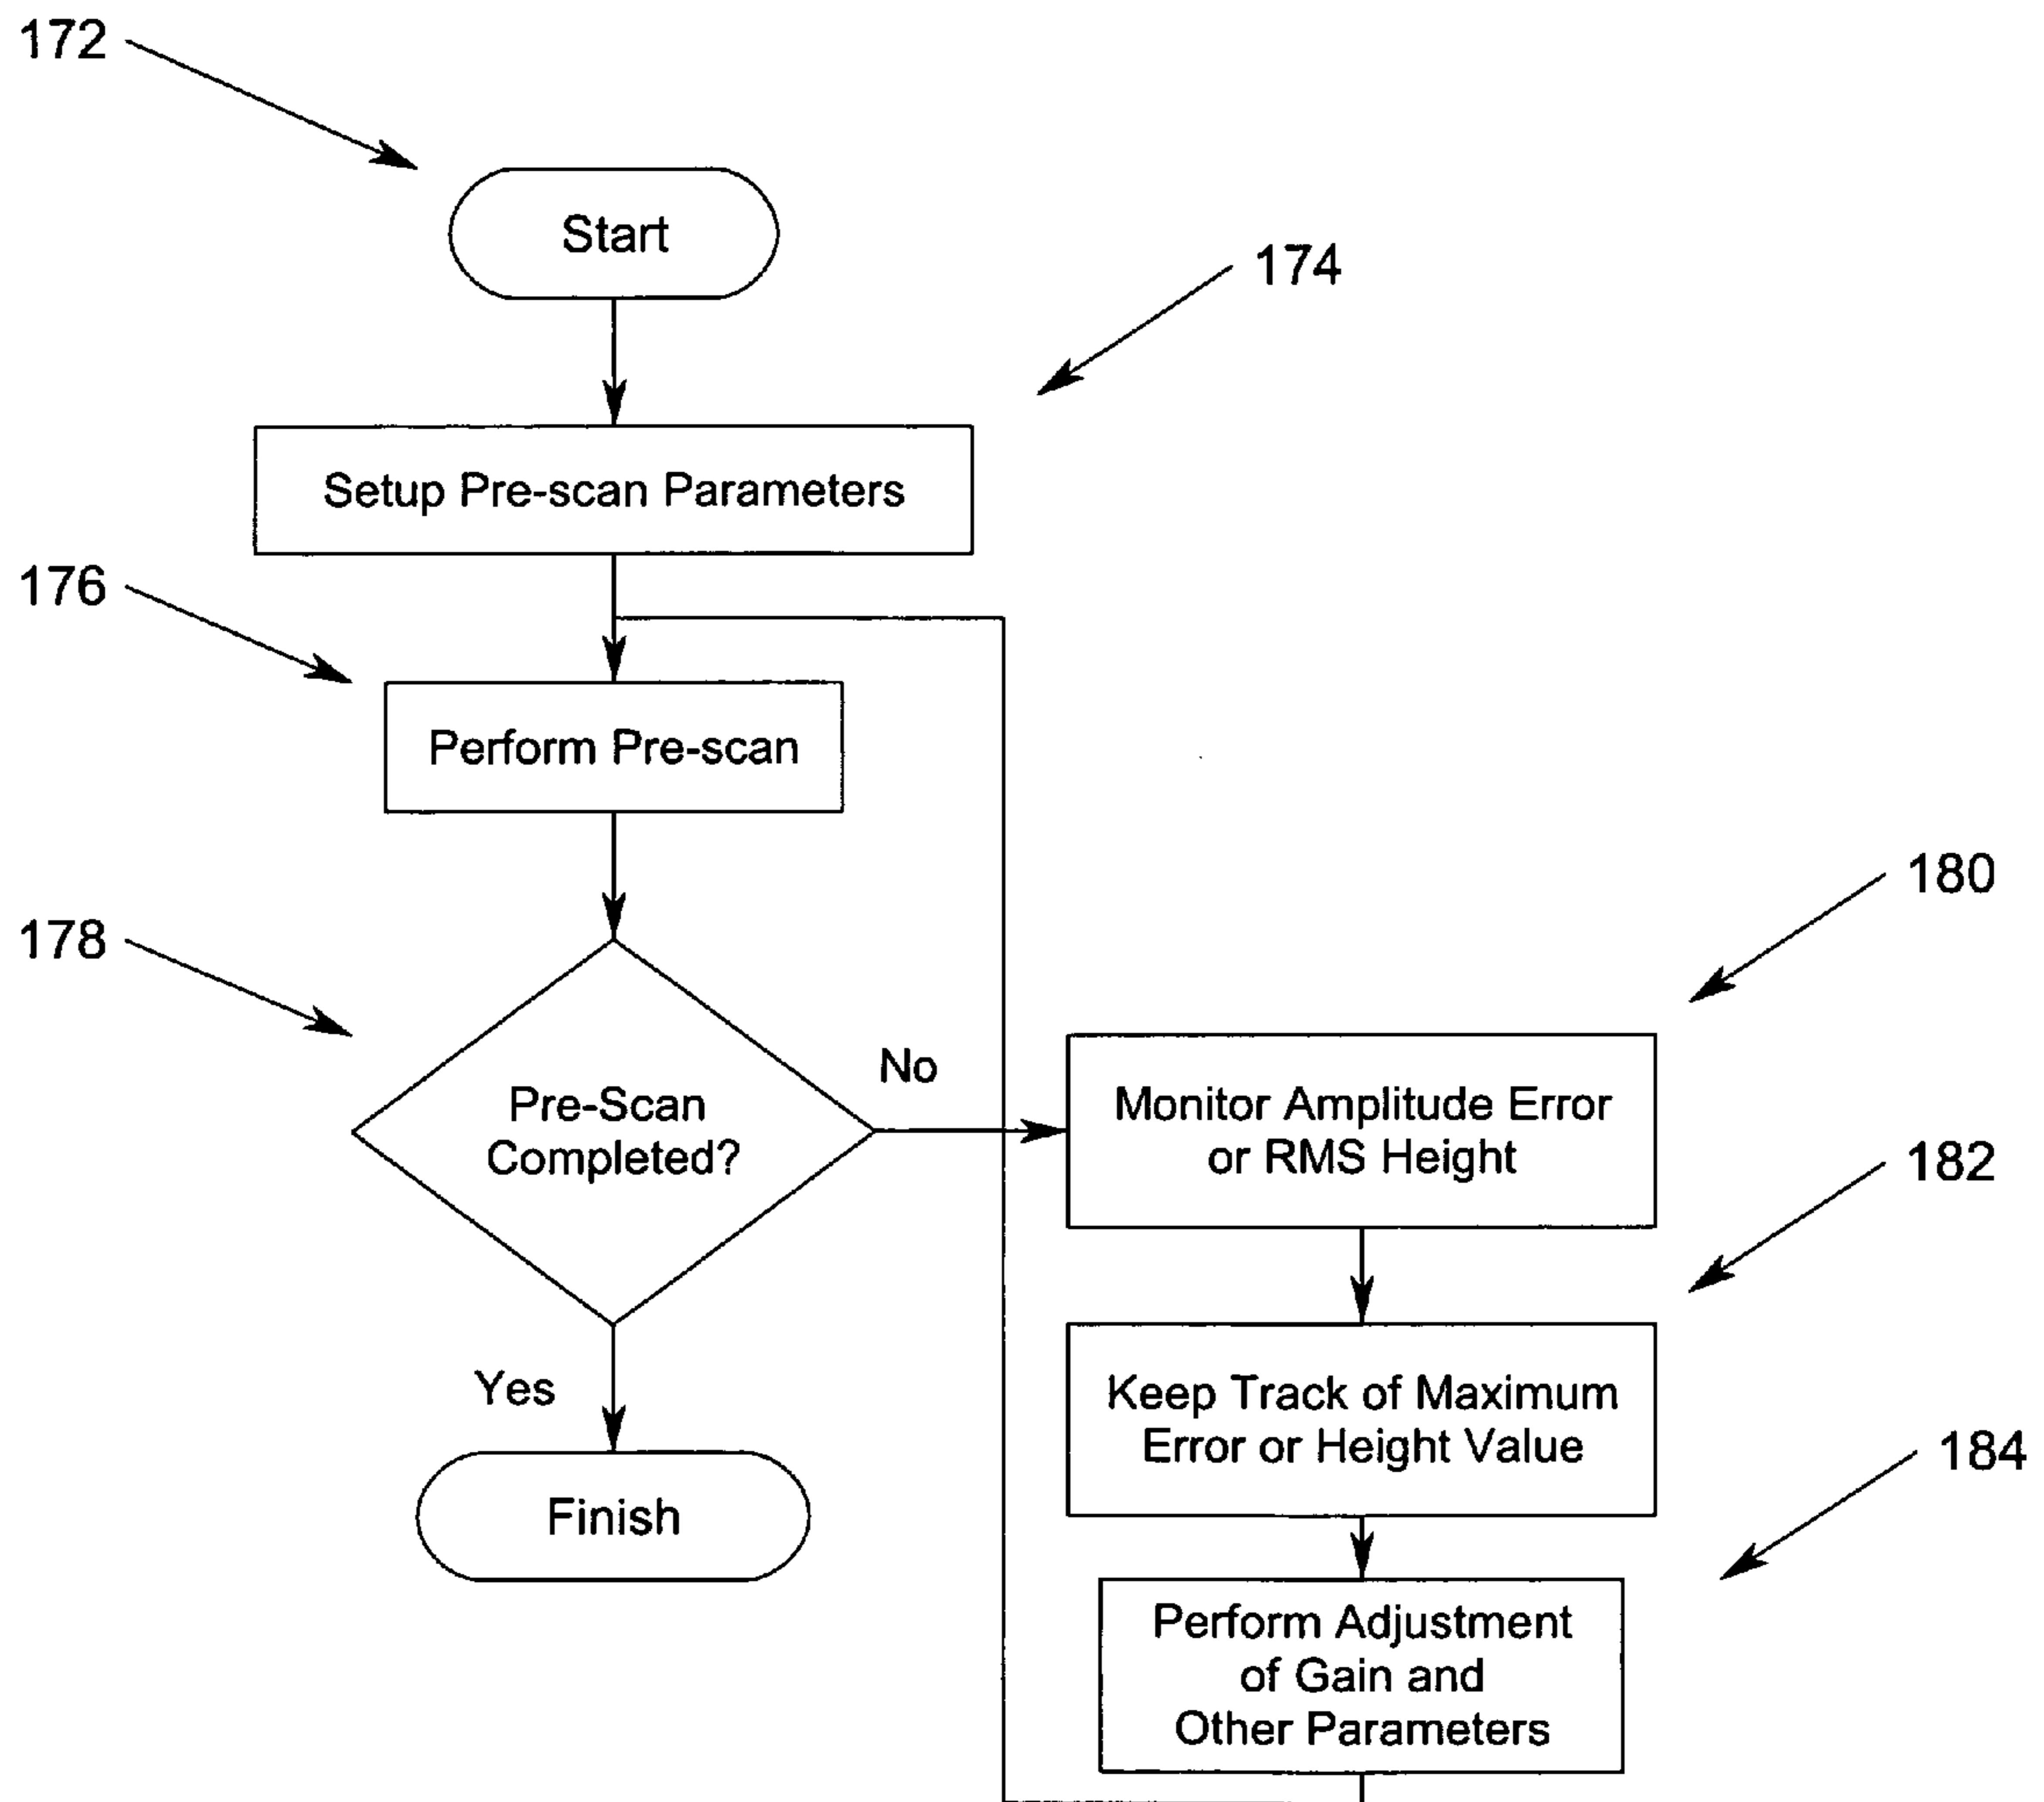 172
Start
174
Setup Pre-scan Parameters
176
Perform Pre-scan
178
Pre-Scan
Completed?
No
Yes
Finish
180
Monitor Amplitude Error
or RMS Height
182
Keep Track of Maximum
Error or Height Value
184
Perform Adjustment
of Gain and
Other Parameters